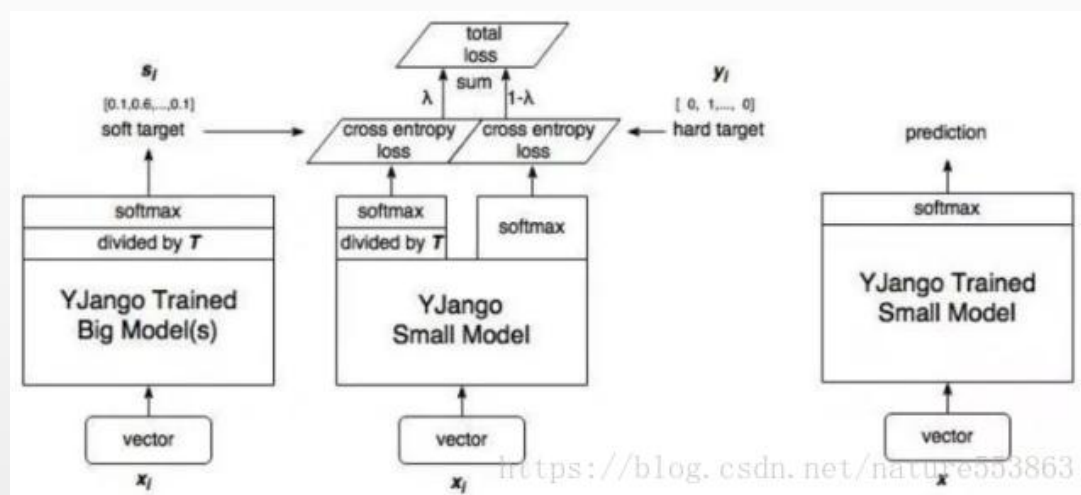 total
loss
sum
λ
1-λ
s_i
[0.1,0.6,...,0.1]
soft target
y_i
[ 0, 1,..., 0]
hard target
cross entropy
loss
cross entropy
loss
prediction
softmax
divided by T
YJango Trained
Big Model(s)
vector
x_i
softmax
divided by T
softmax
YJango
Small Model
vector
x_i
softmax
YJango Trained
Small Model
vector
x
https://blog.csdn.net/nature553863